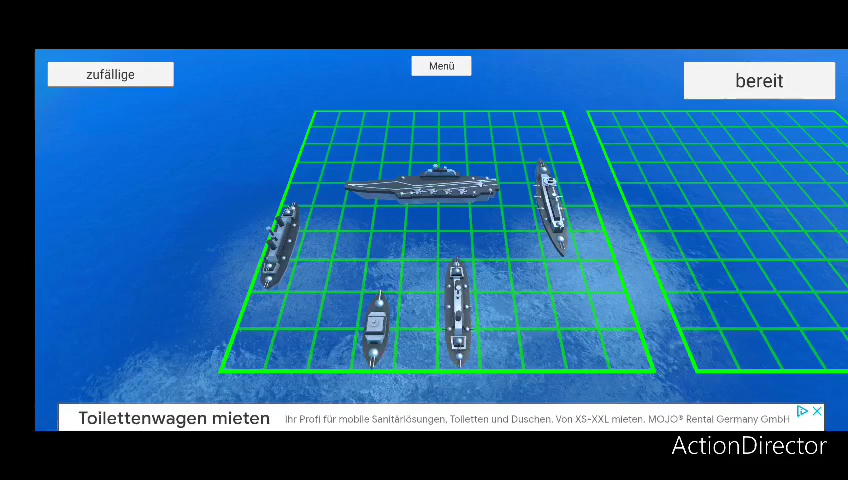 zufällige
Menü
bereit
Toilettenwagen mieten
Ihr Profi für mobile Sanitärlösungen, Toiletten und Duschen. Von XS-XXL mieten. MOJO® Rental Germany GmbH
ActionDirector